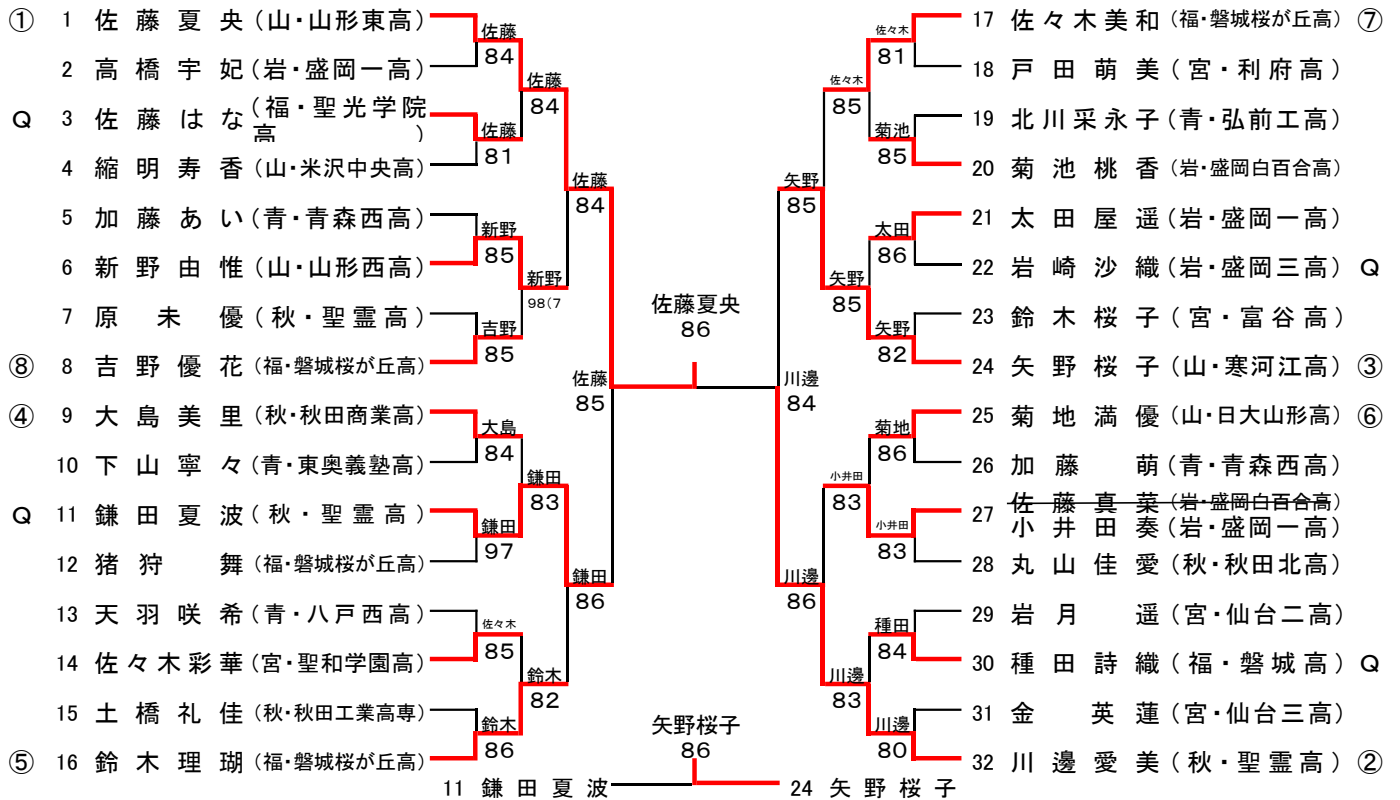 ① 1 佐藤夏央 (山・山形東高)
2 高橋宇妃 (岩・盛岡一高)
Q 3 佐藤はな (福・聖光学院高)
4 縮明寿香 (山・米沢中央高)
5 加藤あい (青・青森西高)
6 新野由惟 (山・山形西高)
7 原未優 (秋・聖霊高)
⑧ 8 吉野優花 (福・磐城桜が丘高)
④ 9 大島美里 (秋・秋田商業高)
10 下山寧々 (青・東奥義塾高)
Q 11 鎌田夏波 (秋・聖霊高)
12 猪狩舞 (福・磐城桜が丘高)
13 天羽咲希 (青・八戸西高)
14 佐々木彩華 (宮・聖和学園高)
15 土橋礼佳 (秋・秋田工業高専)
⑤ 16 鈴木理瑚 (福・磐城桜が丘高)
佐藤
84
佐藤
81
新野
85
吉野
85
大島
84
鎌田
97
佐々木
85
鈴木
86
佐藤
84
新野
98(7
鎌田
83
鈴木
82
佐藤
84
鎌田
86
佐藤
85
佐藤夏央
86
矢野桜子
86
11 鎌田夏波
24 矢野桜子
川邊
84
矢野
85
川邊
86
佐々木
85
矢野
85
小井田
83
川邊
83
佐々木
81
菊池
85
太田
86
矢野
82
菊地
86
小井田
83
種田
84
川邊
80
17 佐々木美和 (福・磐城桜が丘高) ⑦
18 戸田萌美 (宮・利府高)
19 北川采永子 (青・弘前工高)
20 菊池桃香 (岩・盛岡白百合高)
21 太田屋遥 (岩・盛岡一高)
22 岩崎沙織 (岩・盛岡三高) Q
23 鈴木桜子 (宮・富谷高)
24 矢野桜子 (山・寒河江高) ③
25 菊地満優 (山・日大山形高) ⑥
26 加藤萌 (青・青森西高)
27 佐藤真菜 (岩・盛岡白百合高)
小井田奏 (岩・盛岡一高)
28 丸山佳愛 (秋・秋田北高)
29 岩月遥 (宮・仙台二高)
30 種田詩織 (福・磐城高) Q
31 金英蓮 (宮・仙台三高)
32 川邊愛美 (秋・聖霊高) ②